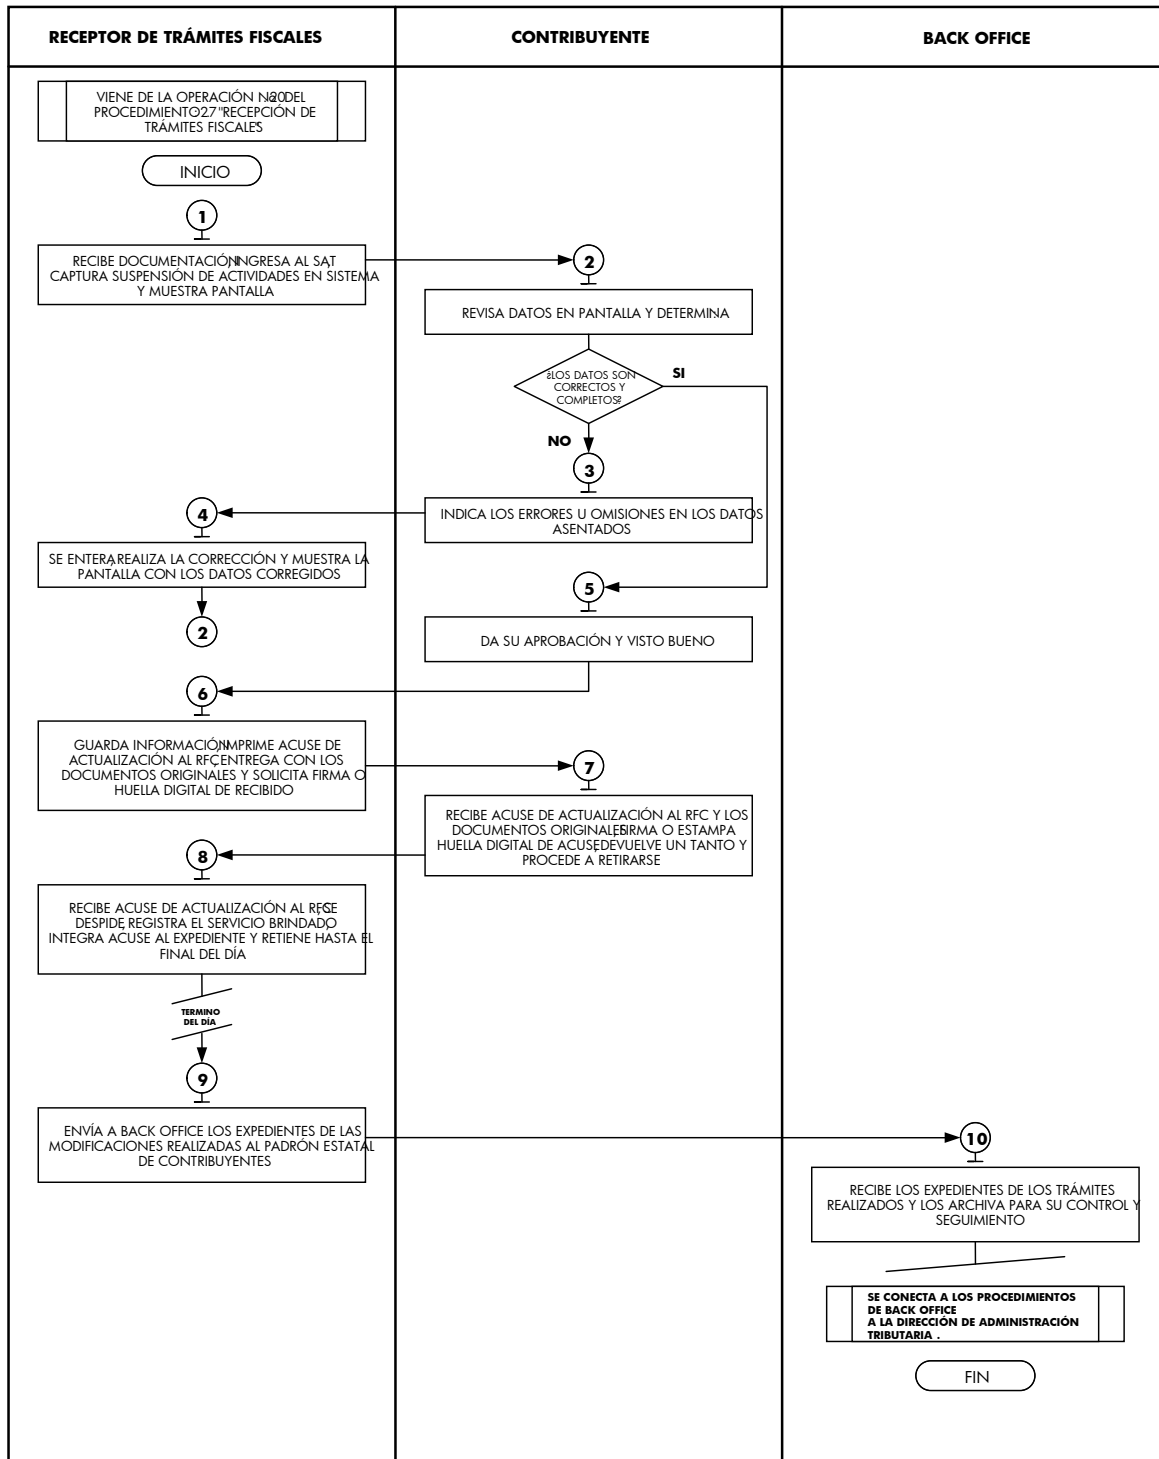 RECEPTOR DE TRÁMITES FISCALES
CONTRIBUYENTE
BACK OFFICE
VIENE DE LA OPERACIÓN No. 20 DEL
PROCEDIMIENTO 27 "RECEPCIÓN DE
TRÁMITES FISCALES"
INICIO
1
RECIBE DOCUMENTACIÓN, INGRESA AL SAT
CAPTURA SUSPENSIÓN DE ACTIVIDADES EN SISTEMA
Y MUESTRA PANTALLA
2
REVISA DATOS EN PANTALLA Y DETERMINA
¿LOS DATOS SON
CORRECTOS Y
COMPLETOS?
SI
NO
3
INDICA LOS ERRORES U OMISIONES EN LOS DATOS
ASENTADOS
4
SE ENTERA, REALIZA LA CORRECCIÓN Y MUESTRA LA
PANTALLA CON LOS DATOS CORREGIDOS
2
5
DA SU APROBACIÓN Y VISTO BUENO
6
GUARDA INFORMACIÓN, IMPRIME ACUSE DE
ACTUALIZACIÓN AL RFC, ENTREGA CON LOS
DOCUMENTOS ORIGINALES Y SOLICITA FIRMA O
HUELLA DIGITAL DE RECIBIDO
7
RECIBE ACUSE DE ACTUALIZACIÓN AL RFC Y LOS
DOCUMENTOS ORIGINALES, FIRMA O ESTAMPA
HUELLA DIGITAL DE ACUSE, DEVUELVE UN TANTO Y
PROCEDE A RETIRARSE
8
RECIBE ACUSE DE ACTUALIZACIÓN AL RFC, SE
DESPIDE, REGISTRA EL SERVICIO BRINDADO,
INTEGRA ACUSE AL EXPEDIENTE Y RETIENE HASTA EL
FINAL DEL DÍA
TERMINO
DEL DÍA
9
ENVÍA A BACK OFFICE LOS EXPEDIENTES DE LAS
MODIFICACIONES REALIZADAS AL PADRÓN ESTATAL
DE CONTRIBUYENTES
10
RECIBE LOS EXPEDIENTES DE LOS TRÁMITES
REALIZADOS Y LOS ARCHIVA PARA SU CONTROL Y
SEGUIMIENTO
SE CONECTA A LOS PROCEDIMIENTOS
DE BACK OFFICE
A LA DIRECCIÓN DE ADMINISTRACIÓN
TRIBUTARIA .
FIN